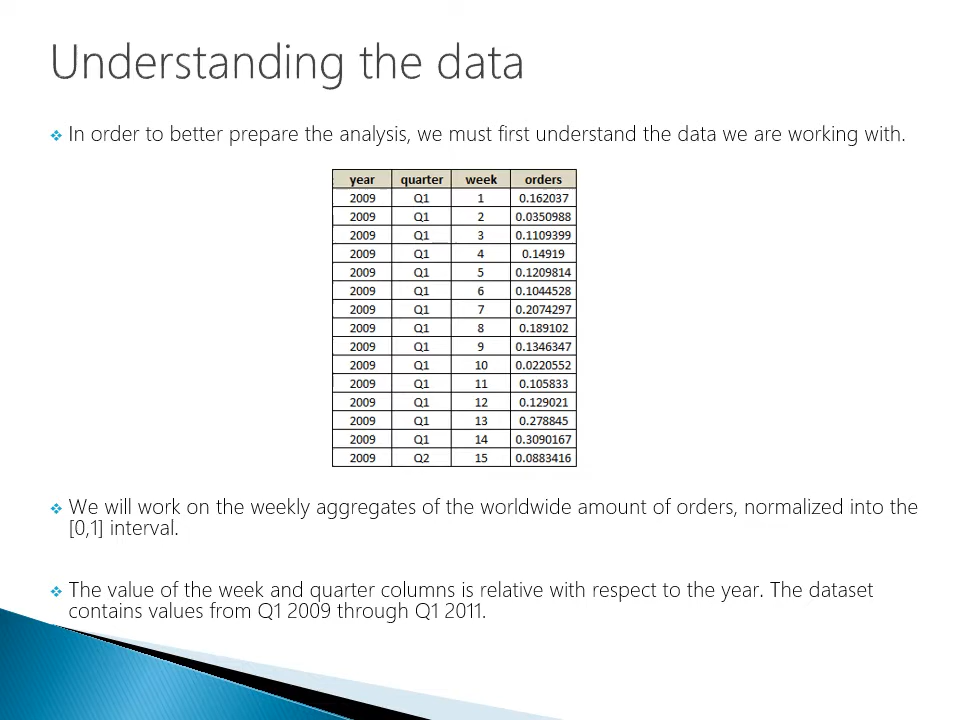 Understanding the data
❖ In order to better prepare the analysis, we must first understand the data we are working with.
year quarter week orders
2009 Q1 1 0.162037
2009 Q1 2 0.0350988
2009 Q1 3 0.1109399
2009 Q1 4 0.14919
2009 Q1 5 0.1209814
2009 Q1 6 0.1044528
2009 Q1 7 0.2074297
2009 Q1 8 0.189102
2009 Q1 9 0.1346347
2009 Q1 10 0.0220552
2009 Q1 11 0.105833
2009 Q1 12 0.129021
2009 Q1 13 0.278845
2009 Q1 14 0.3090167
2009 Q2 15 0.0883416
❖ We will work on the weekly aggregates of the worldwide amount of orders, normalized into the
[0,1] interval.
❖ The value of the week and quarter columns is relative with respect to the year. The dataset
contains values from Q1 2009 through Q1 2011.